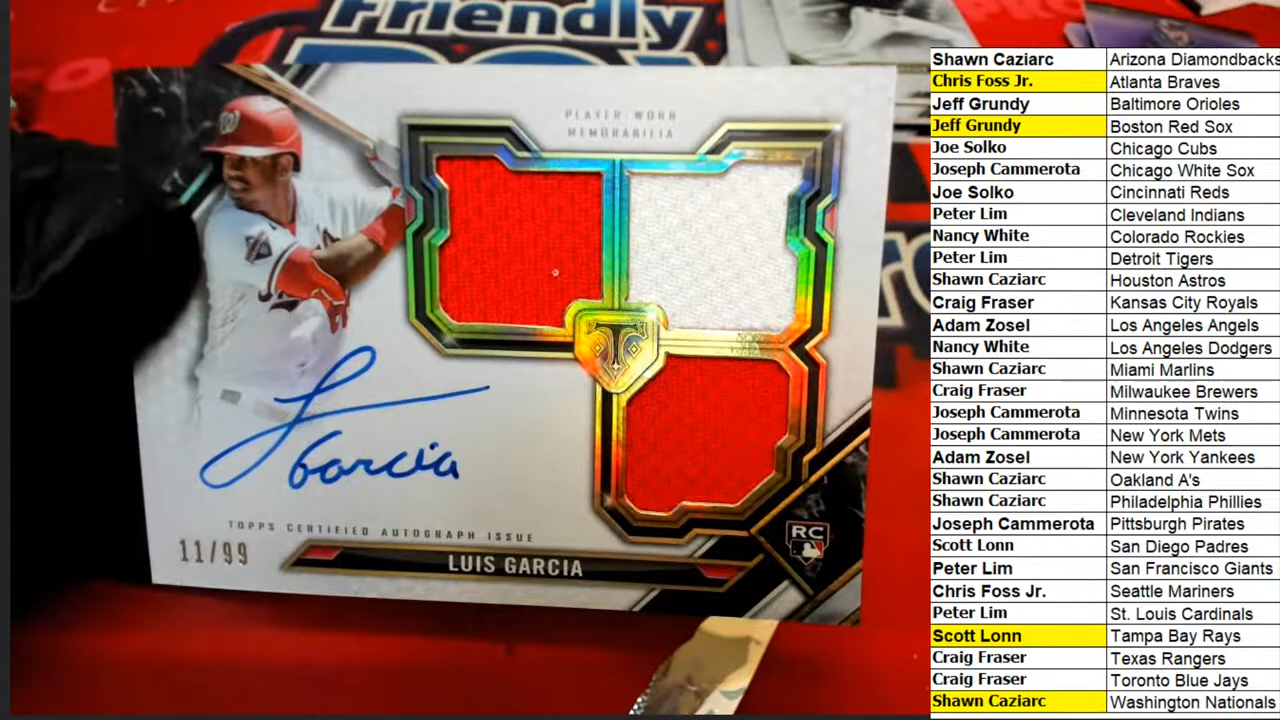 Friendly
PLAYER-WORN
MEMORABILIA
W
T
Garcia
TOPPS CERTIFIED AUTOGRAPH ISSUE
11/99
LUIS GARCIA
RC
Shawn Caziarc Arizona Diamondbacks
Chris Foss Jr. Atlanta Braves
Jeff Grundy Baltimore Orioles
Jeff Grundy Boston Red Sox
Joe Solko Chicago Cubs
Joseph Cammerota Chicago White Sox
Joe Solko Cincinnati Reds
Peter Lim Cleveland Indians
Nancy White Colorado Rockies
Peter Lim Detroit Tigers
Shawn Caziarc Houston Astros
Craig Fraser Kansas City Royals
Adam Zosel Los Angeles Angels
Nancy White Los Angeles Dodgers
Shawn Caziarc Miami Marlins
Craig Fraser Milwaukee Brewers
Joseph Cammerota Minnesota Twins
Joseph Cammerota New York Mets
Adam Zosel New York Yankees
Shawn Caziarc Oakland A's
Shawn Caziarc Philadelphia Phillies
Joseph Cammerota Pittsburgh Pirates
Scott Lonn San Diego Padres
Peter Lim San Francisco Giants
Chris Foss Jr. Seattle Mariners
Peter Lim St. Louis Cardinals
Scott Lonn Tampa Bay Rays
Craig Fraser Texas Rangers
Craig Fraser Toronto Blue Jays
Shawn Caziarc Washington Nationals